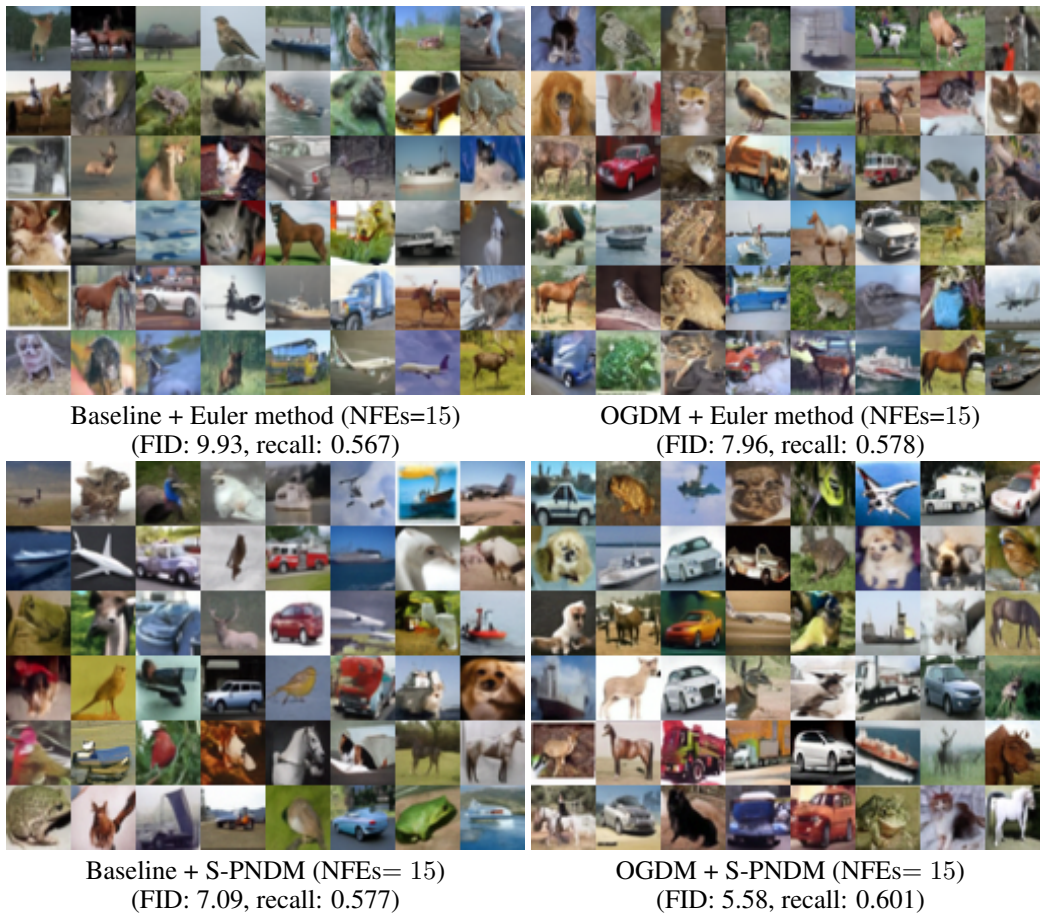 Baseline + Euler method (NFEs=15)
(FID: 9.93, recall: 0.567)
OGDM + Euler method (NFEs=15)
(FID: 7.96, recall: 0.578)
Baseline + S-PNDM (NFEs= 15)
(FID: 7.09, recall: 0.577)
OGDM + S-PNDM (NFEs= 15)
(FID: 5.58, recall: 0.601)